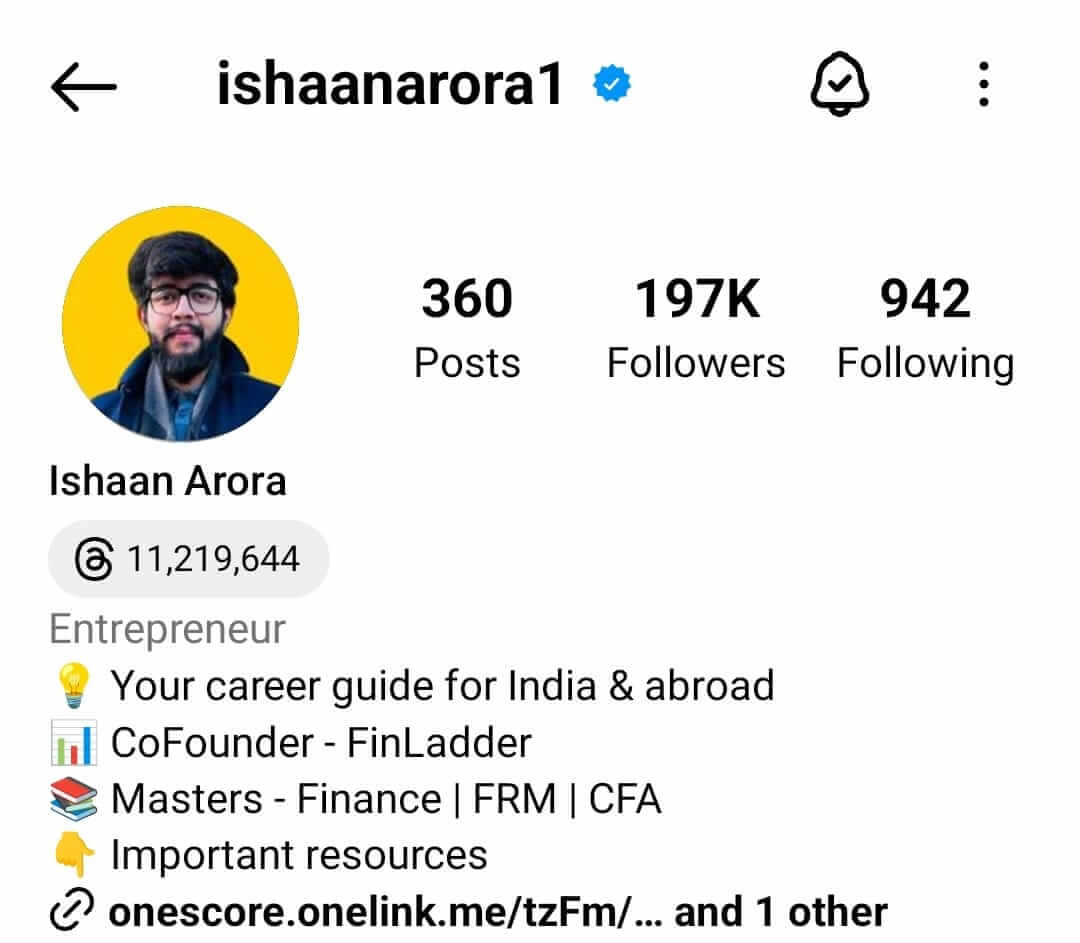 ishaanarora1
360 197K 942
Posts Followers Following
Ishaan Arora
11,219,644
Entrepreneur
💡 Your career guide for India & abroad
📊 CoFounder - FinLadder
📚 Masters - Finance | FRM | CFA
👇 Important resources
onescore.onelink.me/tzFm/... and 1 other